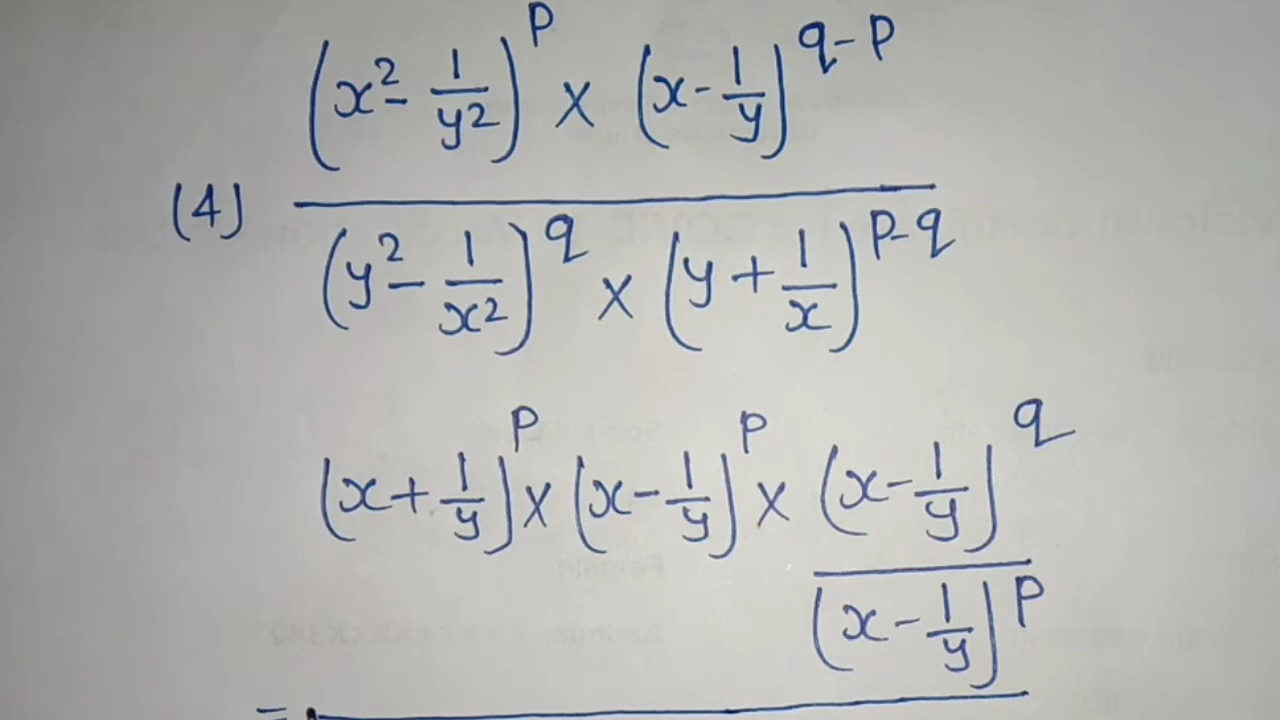 (x² - 1/y²)^p × (x - 1/y)^(q-p)
(4)
(y² - 1/x²)^q × (y + 1/x)^(p-q)
(x + 1/y)^p × (x - 1/y)^p × (x - 1/y)^q
(x - 1/y)^p
=